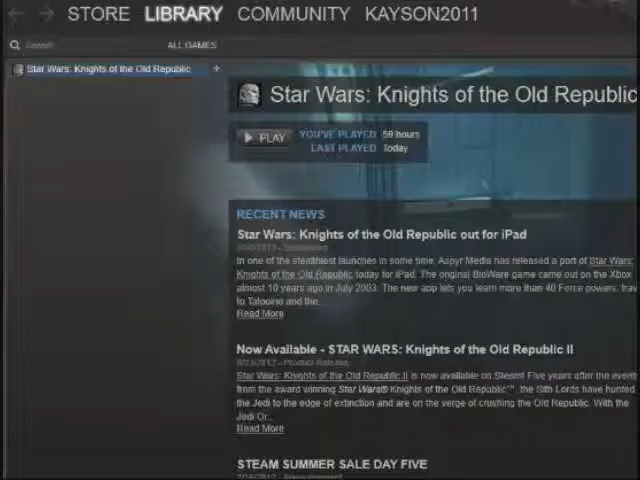 STORE LIBRARY COMMUNITY KAYSON2011
Search
ALL GAMES
Star Wars: Knights of the Old Republic +
Star Wars: Knights of the Old Republic
PLAY
YOU'VE PLAYED 59 hours
LAST PLAYED Today
RECENT NEWS
Star Wars: Knights of the Old Republic out for iPad
In one of the stealthiest launches in some time, Aspyr Media has released a port of Star Wars:
Knights of the Old Republic today for iPad. The original BioWare game came out on the Xbox
almost 10 years ago in July 2003. The new app lets you learn more than 40 Force powers, trav
to Tatooine and the...
Read More
Now Available - STAR WARS: Knights of the Old Republic II
Product Release
Star Wars: Knights of the Old Republic II is now available on Steam! Five years after the event
from the award winning Star Wars® Knights of the Old Republic™, the Sith Lords have hunted
the Jedi to the edge of extinction and are on the verge of crushing the Old Republic. With the
Jedi Or...
Read More
STEAM SUMMER SALE DAY FIVE